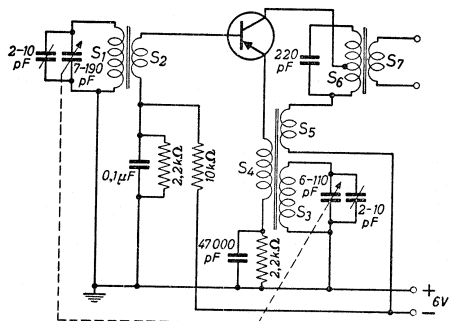 2-10
pF
7-190
pF
S1
S2
220
pF
S6
S7
S5
S4
S3
6-110
pF
2-10
pF
0,1µF
2,2kΩ
10kΩ
47000
pF
2,2kΩ
+
6V
−